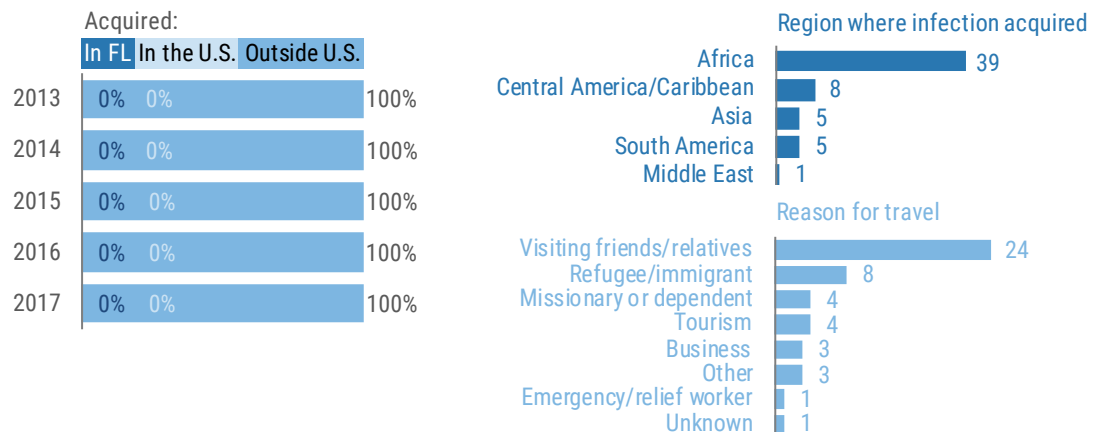 Acquired:
In FL In the U.S. Outside U.S.
2013 0% 0% 100%
2014 0% 0% 100%
2015 0% 0% 100%
2016 0% 0% 100%
2017 0% 0% 100%
Region where infection acquired
Africa 39
Central America/Caribbean 8
Asia 5
South America 5
Middle East 1
Reason for travel
Visiting friends/relatives 24
Refugee/immigrant 8
Missionary or dependent 4
Tourism 4
Business 3
Other 3
Emergency/relief worker 1
Unknown 1